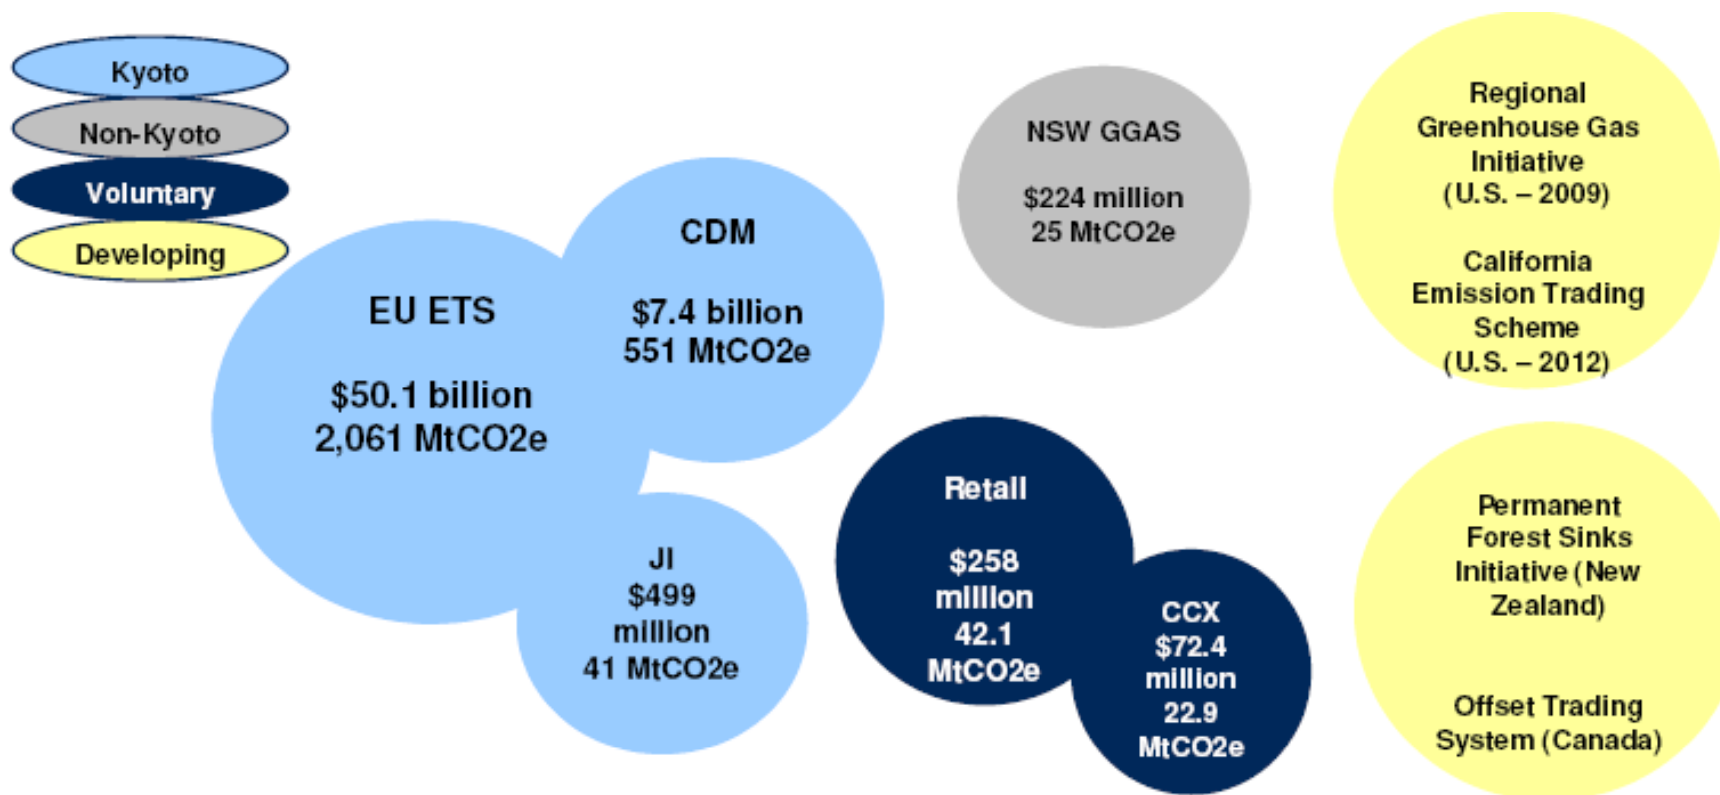 Kyoto
Non-Kyoto
Voluntary
Developing
EU ETS
$50.1 billion
2,061 MtCO2e
CDM
$7.4 billion
551 MtCO2e
JI
$499
million
41 MtCO2e
NSW GGAS
$224 million
25 MtCO2e
Retail
$258
million
42.1
MtCO2e
CCX
$72.4
million
22.9
MtCO2e
Regional
Greenhouse Gas
Initiative
(U.S. – 2009)
California
Emission Trading
Scheme
(U.S. – 2012)
Permanent
Forest Sinks
Initiative (New
Zealand)
Offset Trading
System (Canada)